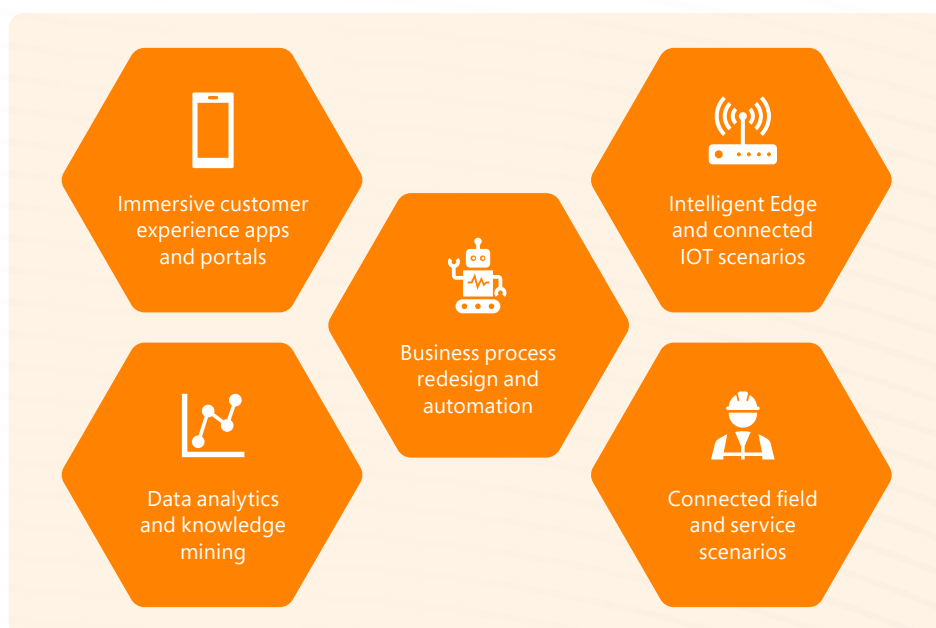 Immersive customer
experience apps
and portals
Intelligent Edge
and connected
IOT scenarios
Business process
redesign and
automation
Data analytics
and knowledge
mining
Connected field
and service
scenarios